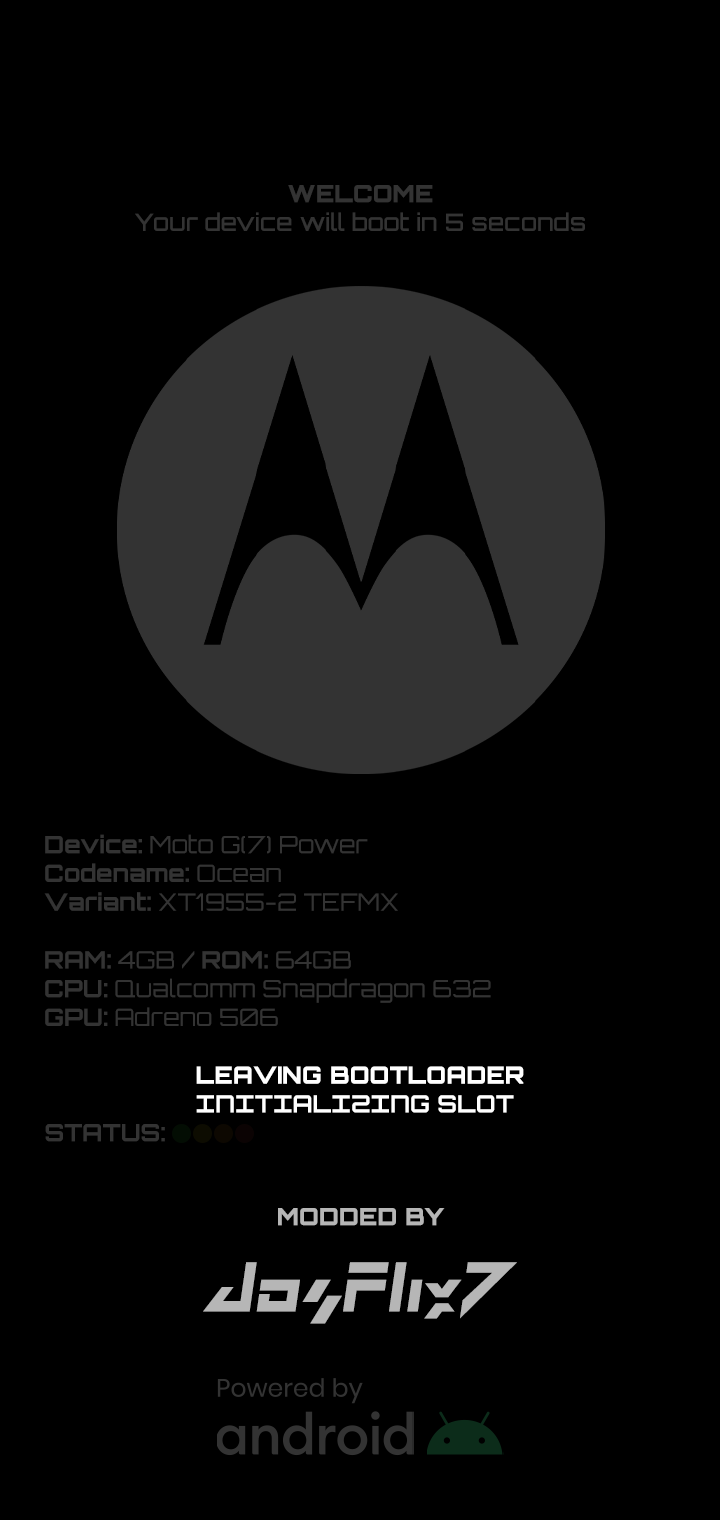 WELCOME
Your device will boot in 5 seconds
Device: Moto G(7) Power
Codename: Ocean
Variant: XT1955-2 TEFMX
RAM: 4GB / ROM: 64GB
CPU: Qualcomm Snapdragon 632
GPU: Adreno 506
LEAVING BOOTLOADER
INITIALIZING SLOT
STATUS:
MODDED BY
JosFlix7
Powered by
android